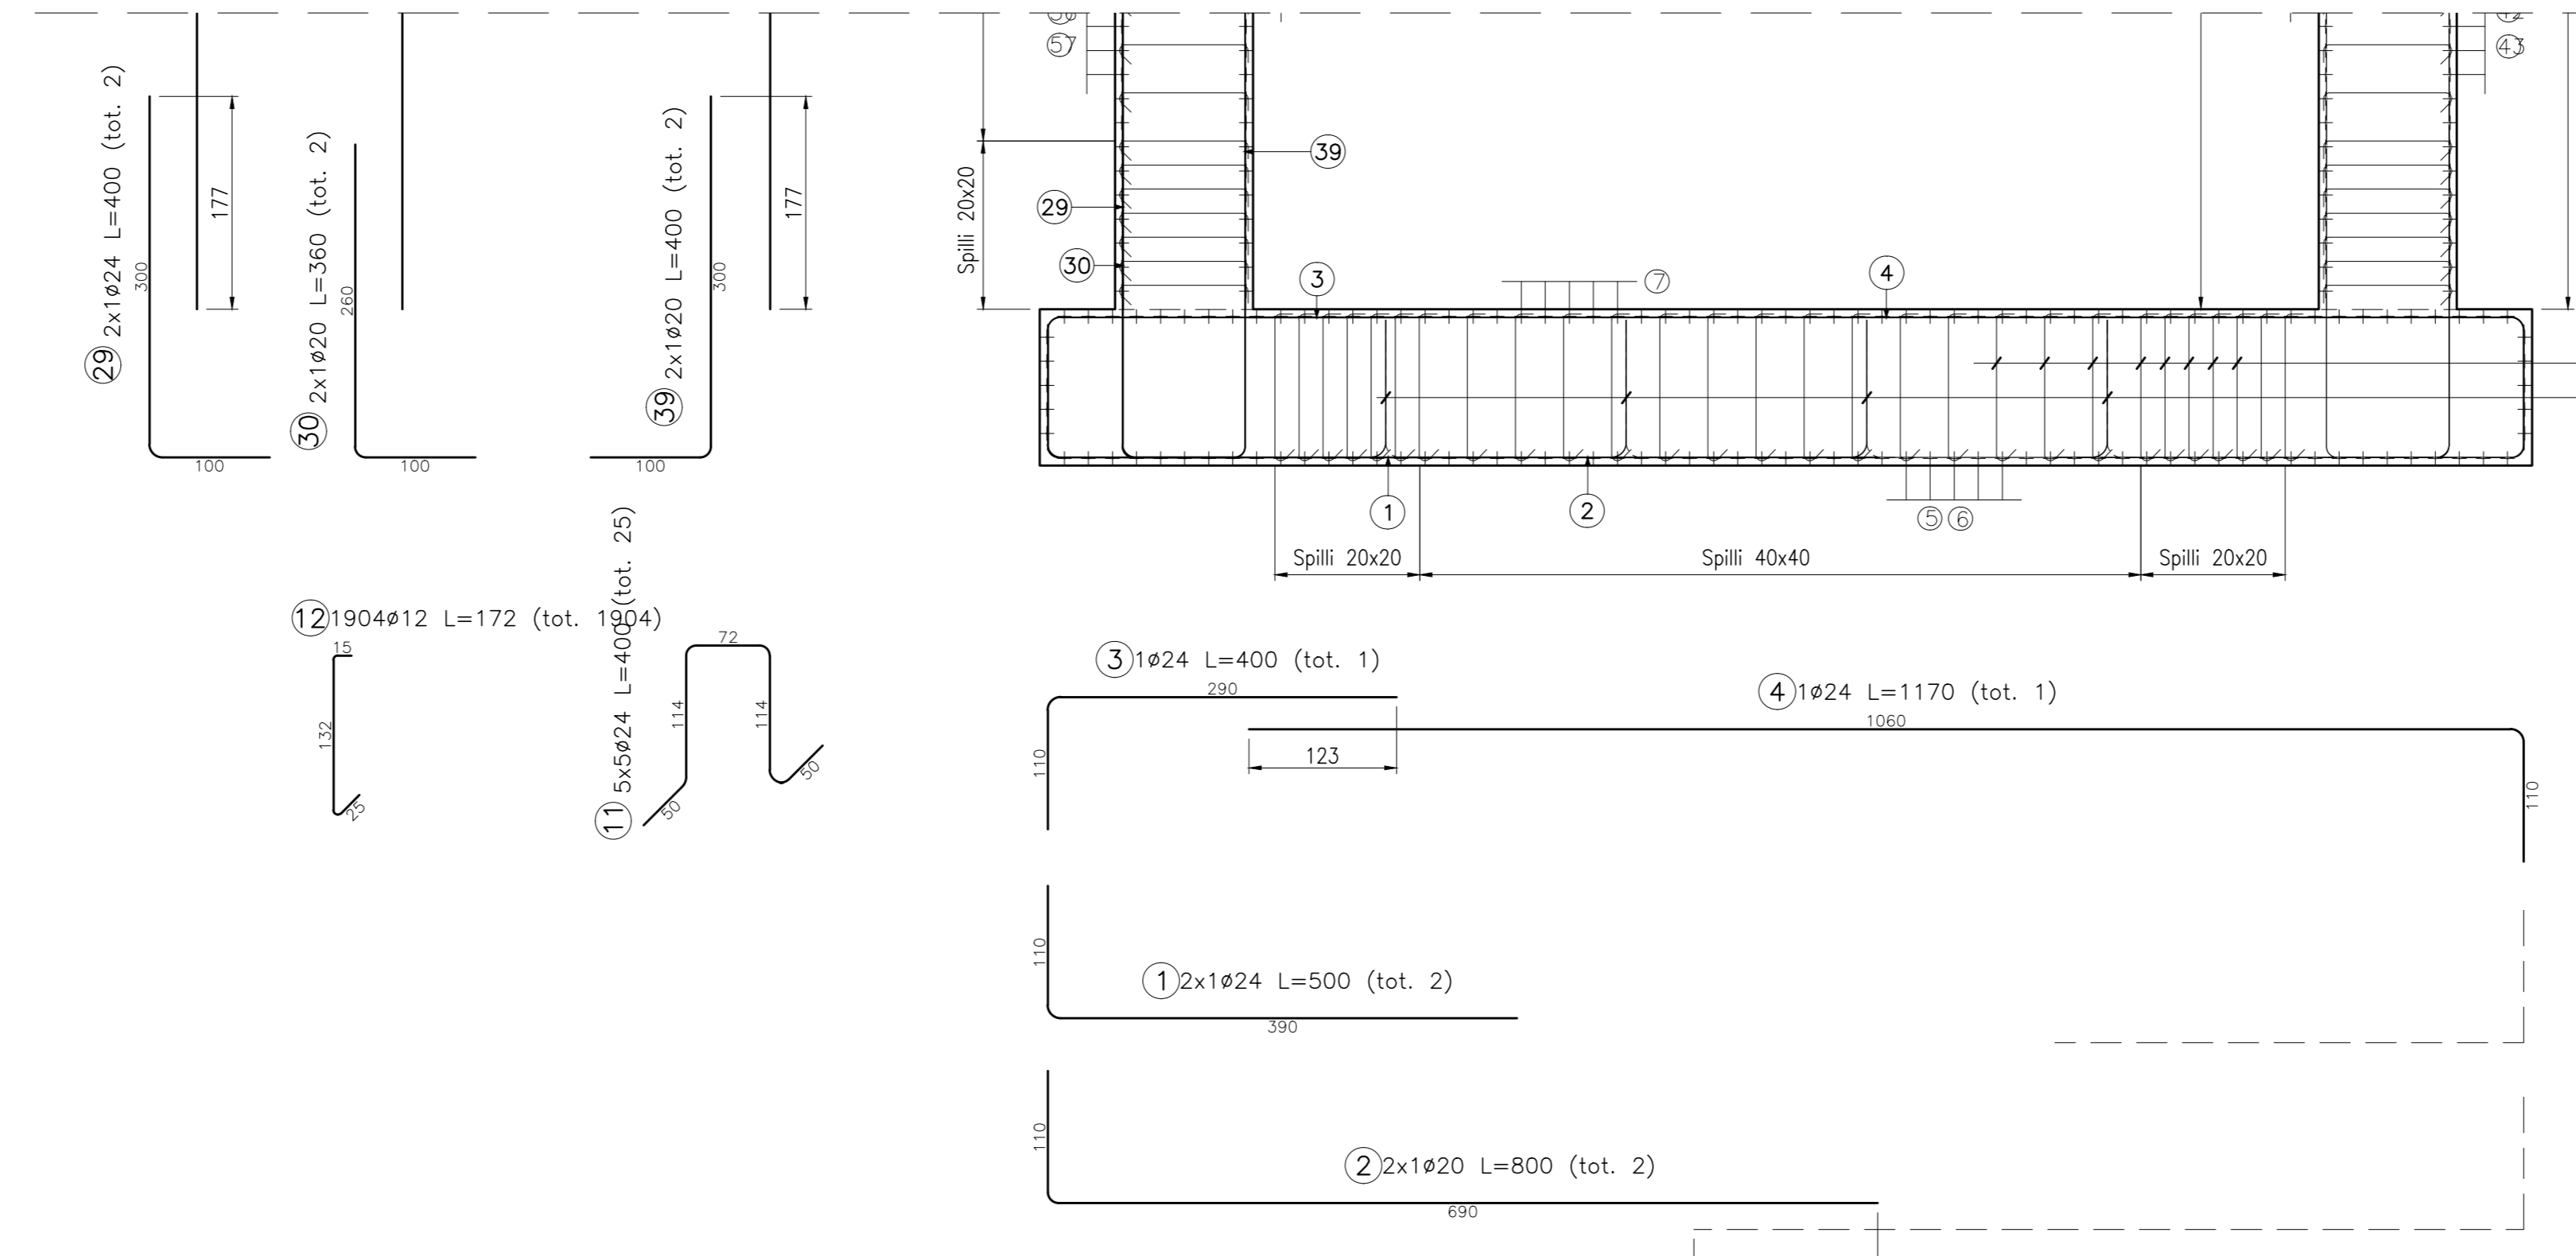 57
43
29 2x1ø24 L=400 (tot. 2)
300
177
100
30 2x1ø20 L=360 (tot. 2)
260
100
39 2x1ø20 L=400 (tot. 2)
300
177
100
Spilli 20x20
29
30
39
3
7
4
1
2
5 6
Spilli 20x20
Spilli 40x40
Spilli 20x20
12 1904ø12 L=172 (tot. 1904)
15
132
25
11 5x5ø24 L=400 (tot. 25)
72
114
114
50
50
3 1ø24 L=400 (tot. 1)
290
110
4 1ø24 L=1170 (tot. 1)
1060
123
110
110
1 2x1ø24 L=500 (tot. 2)
390
110
2 2x1ø20 L=800 (tot. 2)
690